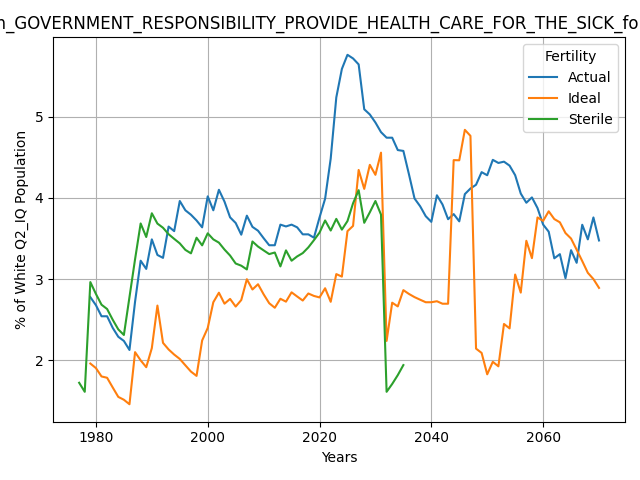 n_GOVERNMENT_RESPONSIBILITY_PROVIDE_HEALTH_CARE_FOR_THE_SICK_fo
Fertility
Actual
Ideal
Sterile
% of White Q2_IQ Population
5
4
3
2
1980 2000 2020 2040 2060
Years